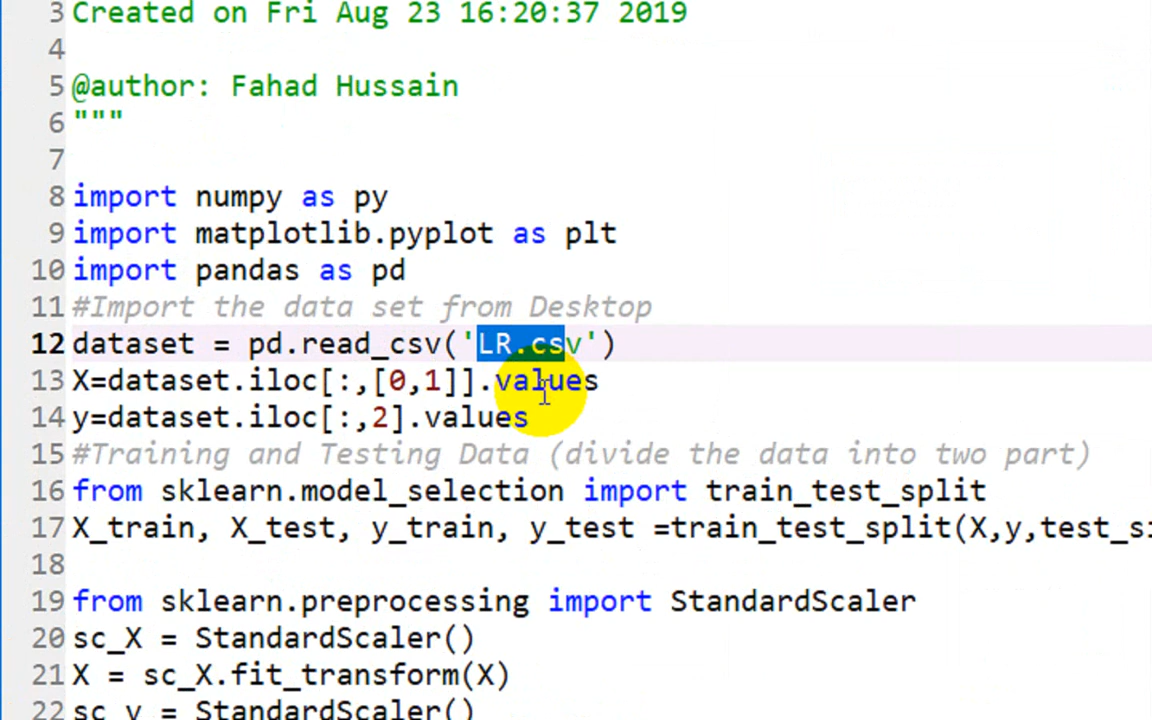 3 Created on Fri Aug 23 16:20:37 2019
4
5 @author: Fahad Hussain
6 """
7
8 import numpy as py
9 import matplotlib.pyplot as plt
10 import pandas as pd
11 #Import the data set from Desktop
12 dataset = pd.read_csv('LR.csv')
13 X=dataset.iloc[:,[0,1]].values
14 y=dataset.iloc[:,2].values
15 #Training and Testing Data (divide the data into two part)
16 from sklearn.model_selection import train_test_split
17 X_train, X_test, y_train, y_test =train_test_split(X,y,test_si
18
19 from sklearn.preprocessing import StandardScaler
20 sc_X = StandardScaler()
21 X = sc_X.fit_transform(X)
22 sc_y = StandardScaler()